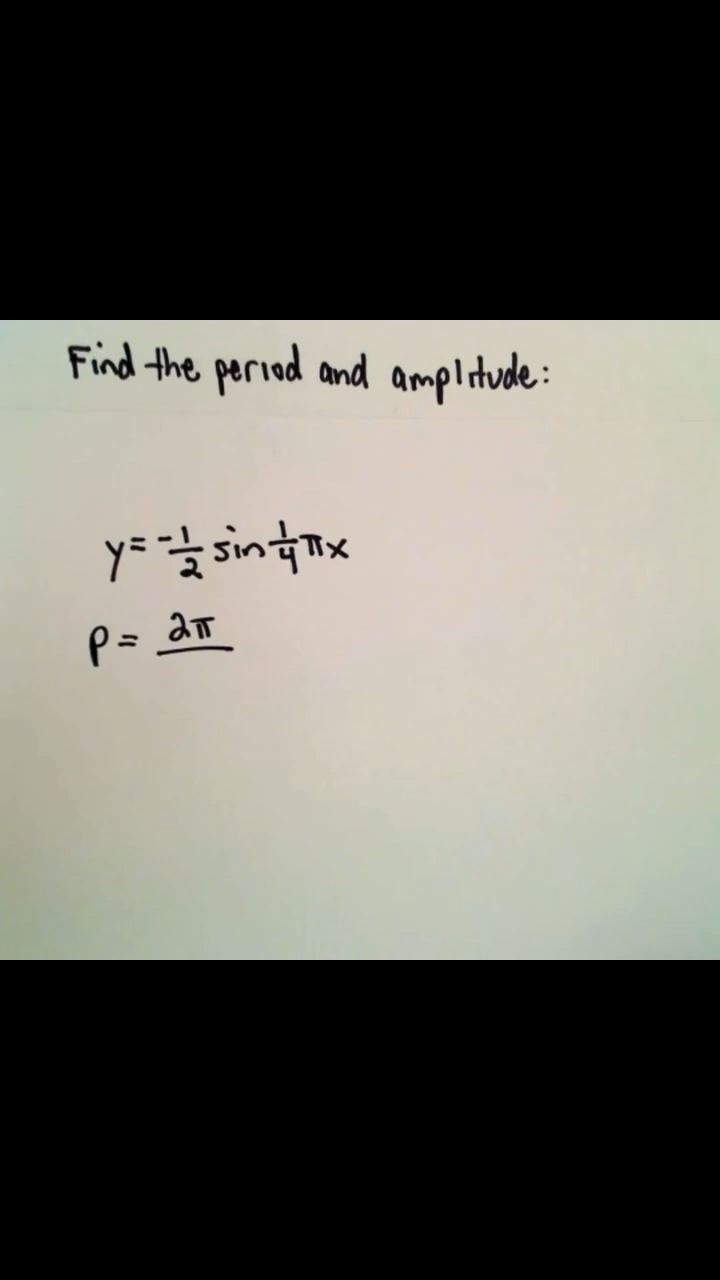 Find the period and amplitude:
y = -1/2 sin 1/4 πx
P = 2π/